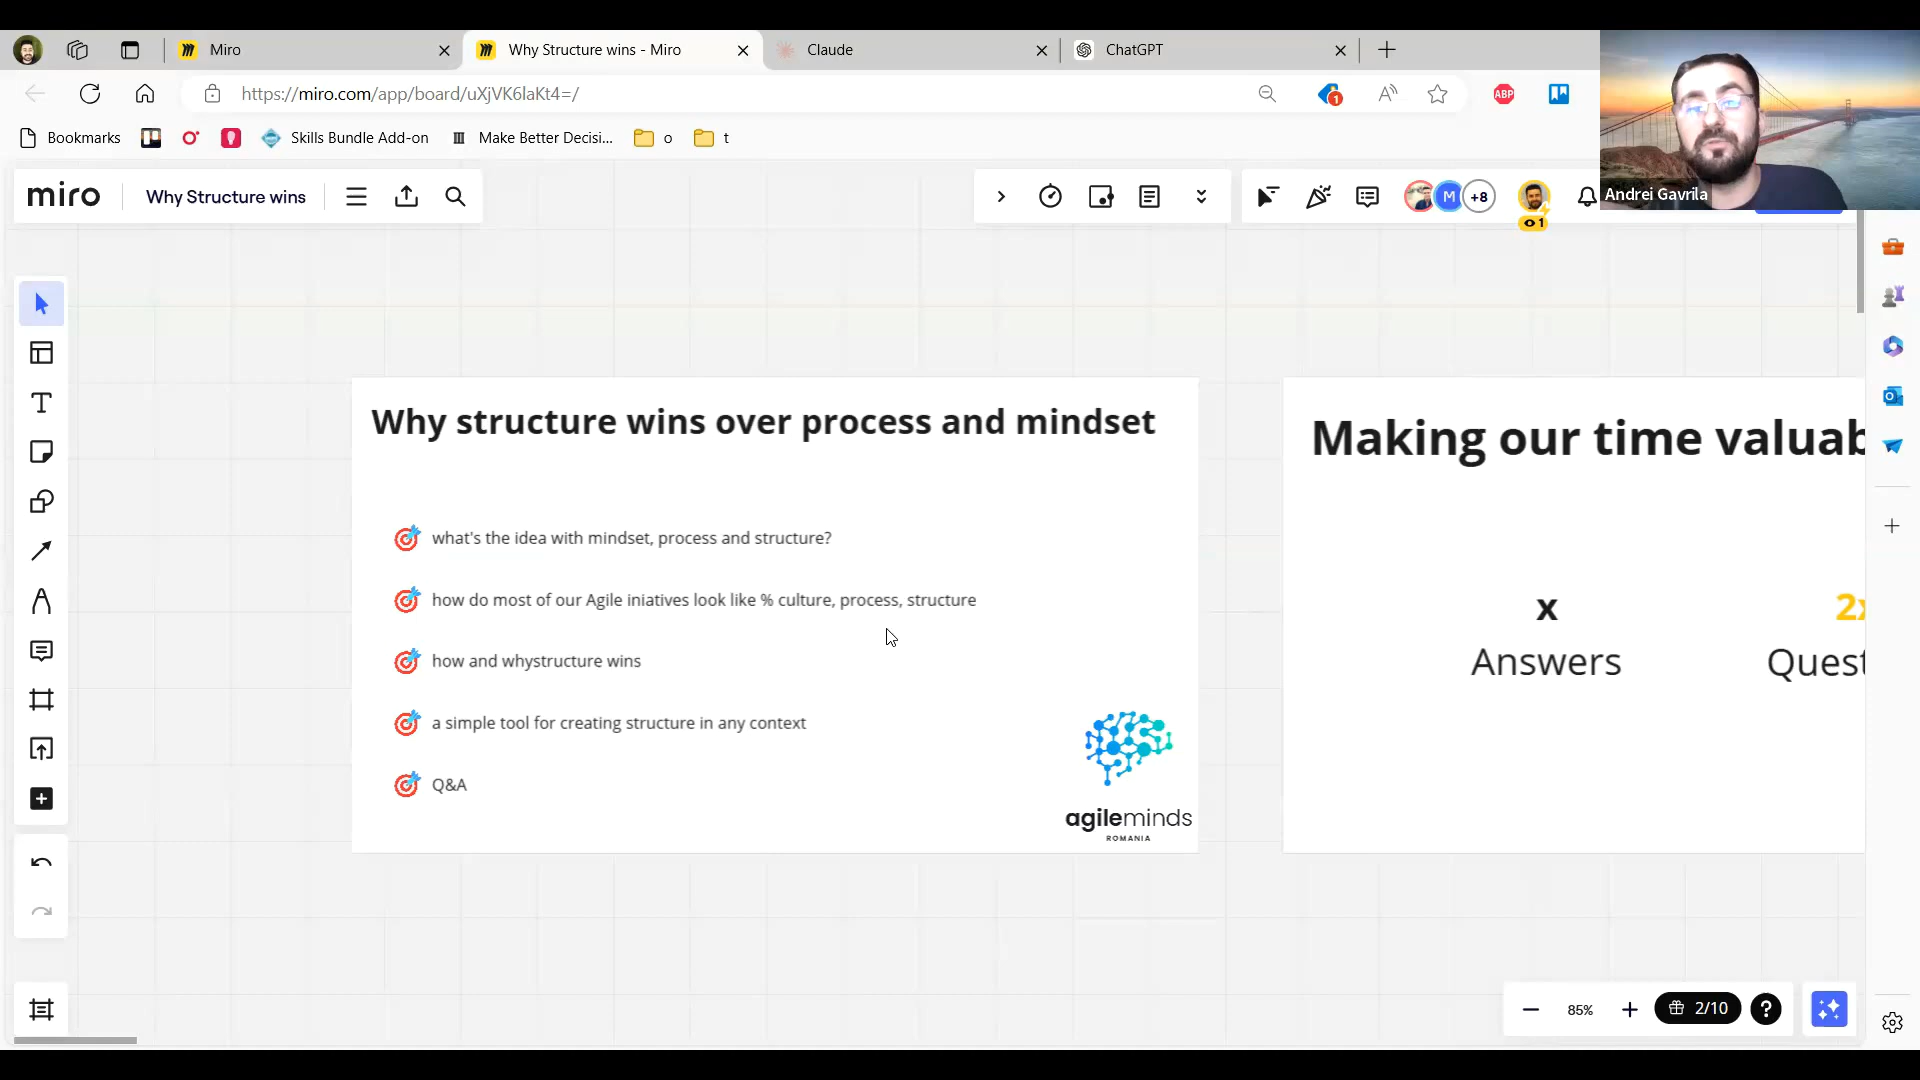 Miro
Why Structure wins - Miro
Claude
ChatGPT
https://miro.com/app/board/uXjVK6laKt4=/
1
ABP
Bookmarks
Skills Bundle Add-on
Make Better Decisi...
o
t
Andrei Gavrila
miro
Why Structure wins
M
+8
1
Why structure wins over process and mindset
what's the idea with mindset, process and structure?
how do most of our Agile iniatives look like % culture, process, structure
how and whystructure wins
a simple tool for creating structure in any context
Q&A
agileminds
ROMANIA
Making our time valuab
x
Answers
2x
Quest
85%
2/10
?